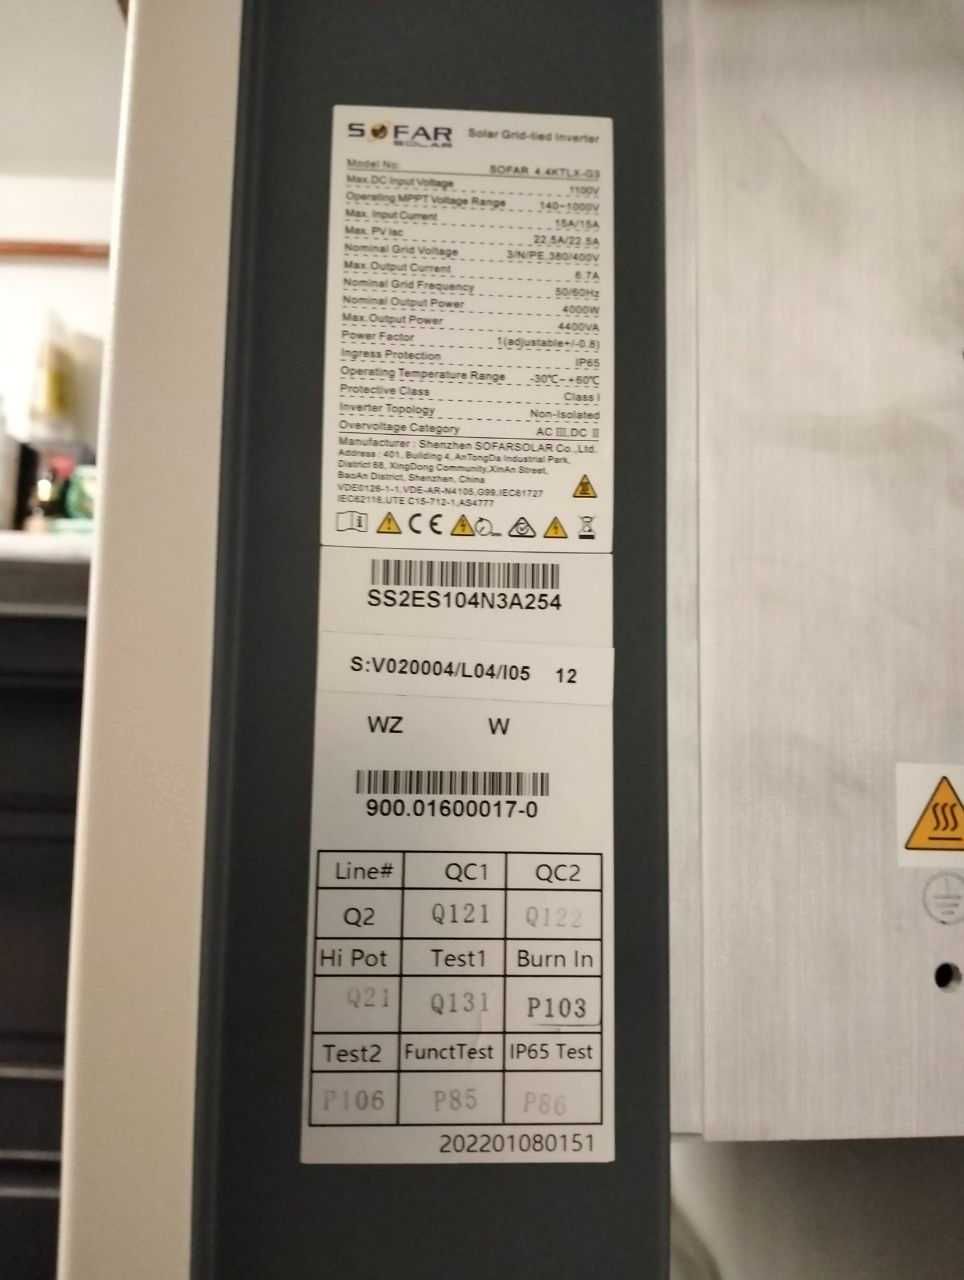 SOFAR SOLAR Solar Grid-tied Inverter
Model No: SOFAR 4.4KTLX-G3
Max.DC Input Voltage 1100V
Operating MPPT Voltage Range 140~1000V
Max. Input Current 15A/15A
Max. PV Isc 22.5A/22.5A
Nominal Grid Voltage 3/N/PE,380/400V
Max.Output Current 6.7A
Nominal Grid Frequency 50/60Hz
Nominal Output Power 4000W
Max.Output Power 4400VA
Power Factor 1(adjustable+/-0.8)
Ingress Protection IP65
Operating Temperature Range -30℃~+60℃
Protective Class Class I
Inverter Topology Non-Isolated
Overvoltage Category AC III,DC II
Manufacturer : Shenzhen SOFARSOLAR Co.,Ltd.
Address : 401, Building 4, AnTongDa Industrial Park,
District 68, XingDong Community,XinAn Street,
BaoAn District, Shenzhen, China
VDE0126-1-1,VDE-AR-N4105,G99,IEC61727
IEC62116,UTE C15-712-1,AS4777
CE
SS2ES104N3A254
S:V020004/L04/I05 12
WZ W
900.01600017-0
Line# QC1 QC2
Q2 Q121 Q122
Hi Pot Test1 Burn In
Q21 Q131 P103
Test2 FunctTest IP65 Test
P106 P85 P86
202201080151